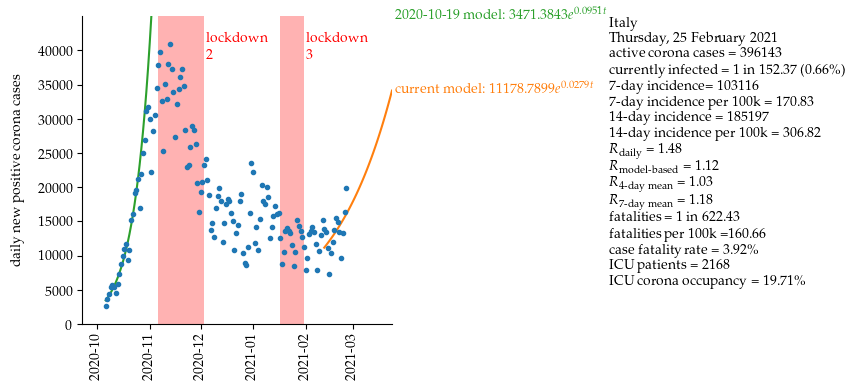 2020-10-19 model: 3471.3843e^0.0951t
Italy
Thursday, 25 February 2021
active corona cases = 396143
currently infected = 1 in 152.37 (0.66%)
7-day incidence= 103116
7-day incidence per 100k = 170.83
14-day incidence = 185197
14-day incidence per 100k = 306.82
R_daily = 1.48
R_model-based = 1.12
R_4-day mean = 1.03
R_7-day mean = 1.18
fatalities = 1 in 622.43
fatalities per 100k =160.66
case fatality rate = 3.92%
ICU patients = 2168
ICU corona occupancy = 19.71%
lockdown
2
lockdown
3
current model: 11178.7899e^0.0279t
daily new positive corona cases
40000
35000
30000
25000
20000
15000
10000
5000
0
2020-10
2020-11
2020-12
2021-01
2021-02
2021-03